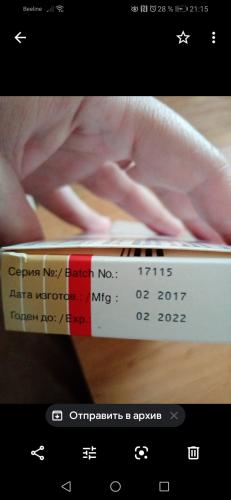 Beeline 28 % 21:15
Серия №:/Batch No.: 17115
Дата изготов.:/Mfg : 02 2017
Годен до:/Exp.: 02 2022
Отправить в архив